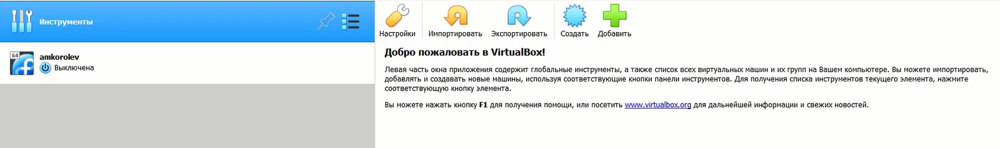 Инструменты
64
amkorolev
Выключена
Настройки Импортировать Экспортировать Создать Добавить
Добро пожаловать в VirtualBox!
Левая часть окна приложения содержит глобальные инструменты, а также список всех виртуальных машин и их групп на Вашем компьютере. Вы можете импортировать,
добавлять и создавать новые машины, используя соответствующие кнопки панели инструментов. Для получения списка инструментов текущего элемента, нажмите
соответствующую кнопку элемента.
Вы можете нажать кнопку F1 для получения помощи, или посетить www.virtualbox.org для дальнейшей информации и свежих новостей.